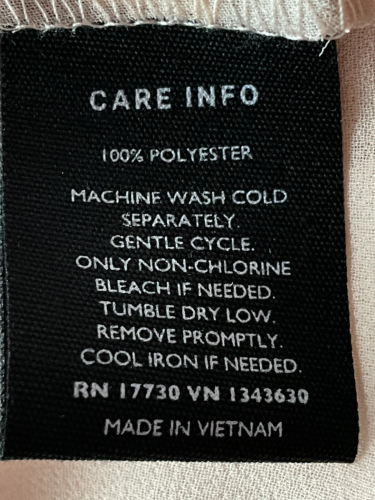 CARE INFO
100% POLYESTER
MACHINE WASH COLD
SEPARATELY.
GENTLE CYCLE.
ONLY NON-CHLORINE
BLEACH IF NEEDED.
TUMBLE DRY LOW.
REMOVE PROMPTLY.
COOL IRON IF NEEDED.
RN 17730 VN 1343630
MADE IN VIETNAM